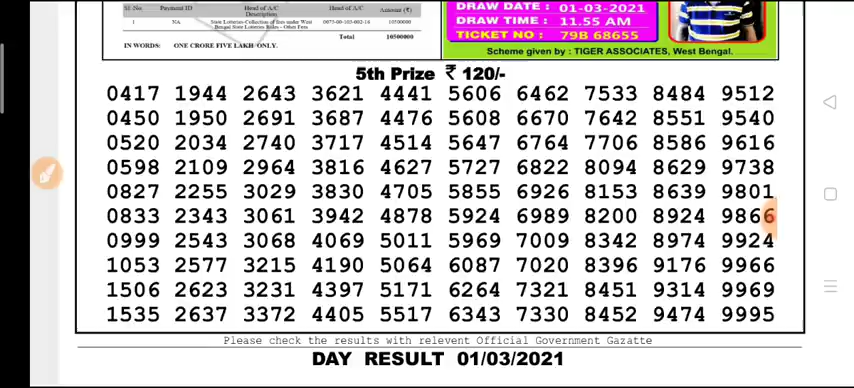 Sl. No. Payment ID Head of A/C Description Head of A/C Amount (₹)
1 NA State Lotteries-Collection of fees under West Bengal State Lotteries Rules - Other Fees 0075-00-103-002-16 10500000
Total 10500000
IN WORDS: ONE CRORE FIVE LAKH ONLY.
DRAW DATE : 01-03-2021
DRAW TIME : 11.55 AM
TICKET NO : 79B 68655
Scheme given by : TIGER ASSOCIATES, West Bengal.
5th Prize ₹ 120/-
0417 1944 2643 3621 4441 5606 6462 7533 8484 9512
0450 1950 2691 3687 4476 5608 6670 7642 8551 9540
0520 2034 2740 3717 4514 5647 6764 7706 8586 9616
0598 2109 2964 3816 4627 5727 6822 8094 8629 9738
0827 2255 3029 3830 4705 5855 6926 8153 8639 9801
0833 2343 3061 3942 4878 5924 6989 8200 8924 9866
0999 2543 3068 4069 5011 5969 7009 8342 8974 9924
1053 2577 3215 4190 5064 6087 7020 8396 9176 9966
1506 2623 3231 4397 5171 6264 7321 8451 9314 9969
1535 2637 3372 4405 5517 6343 7330 8452 9474 9995
Please check the results with relevent Official Government Gazatte
DAY RESULT 01/03/2021